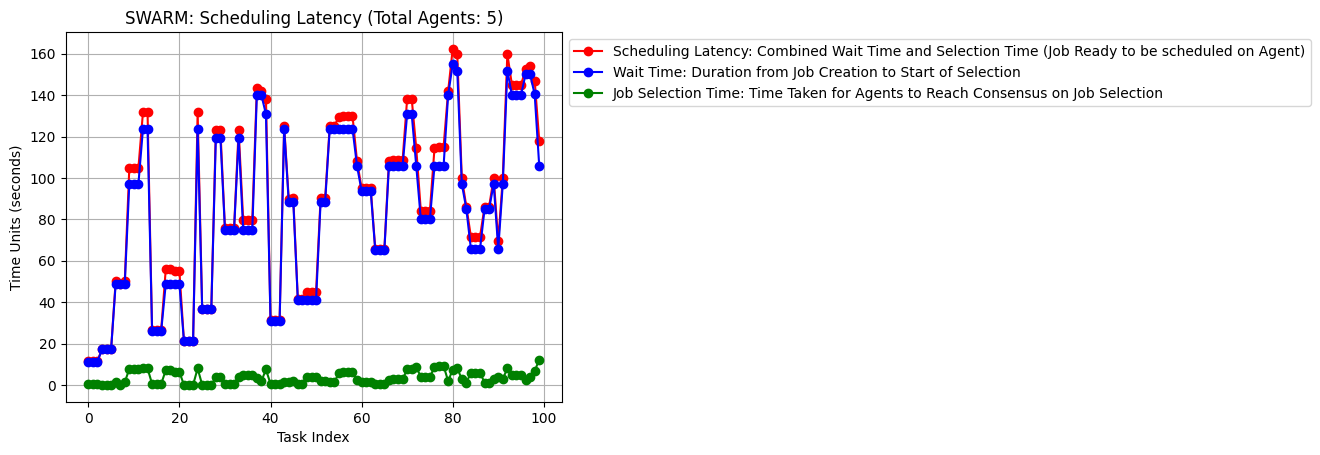 SWARM: Scheduling Latency (Total Agents: 5)
Scheduling Latency: Combined Wait Time and Selection Time (Job Ready to be scheduled on Agent)
Wait Time: Duration from Job Creation to Start of Selection
Job Selection Time: Time Taken for Agents to Reach Consensus on Job Selection
Time Units (seconds)
160
140
120
100
80
60
40
20
0
0 20 40 60 80 100
Task Index